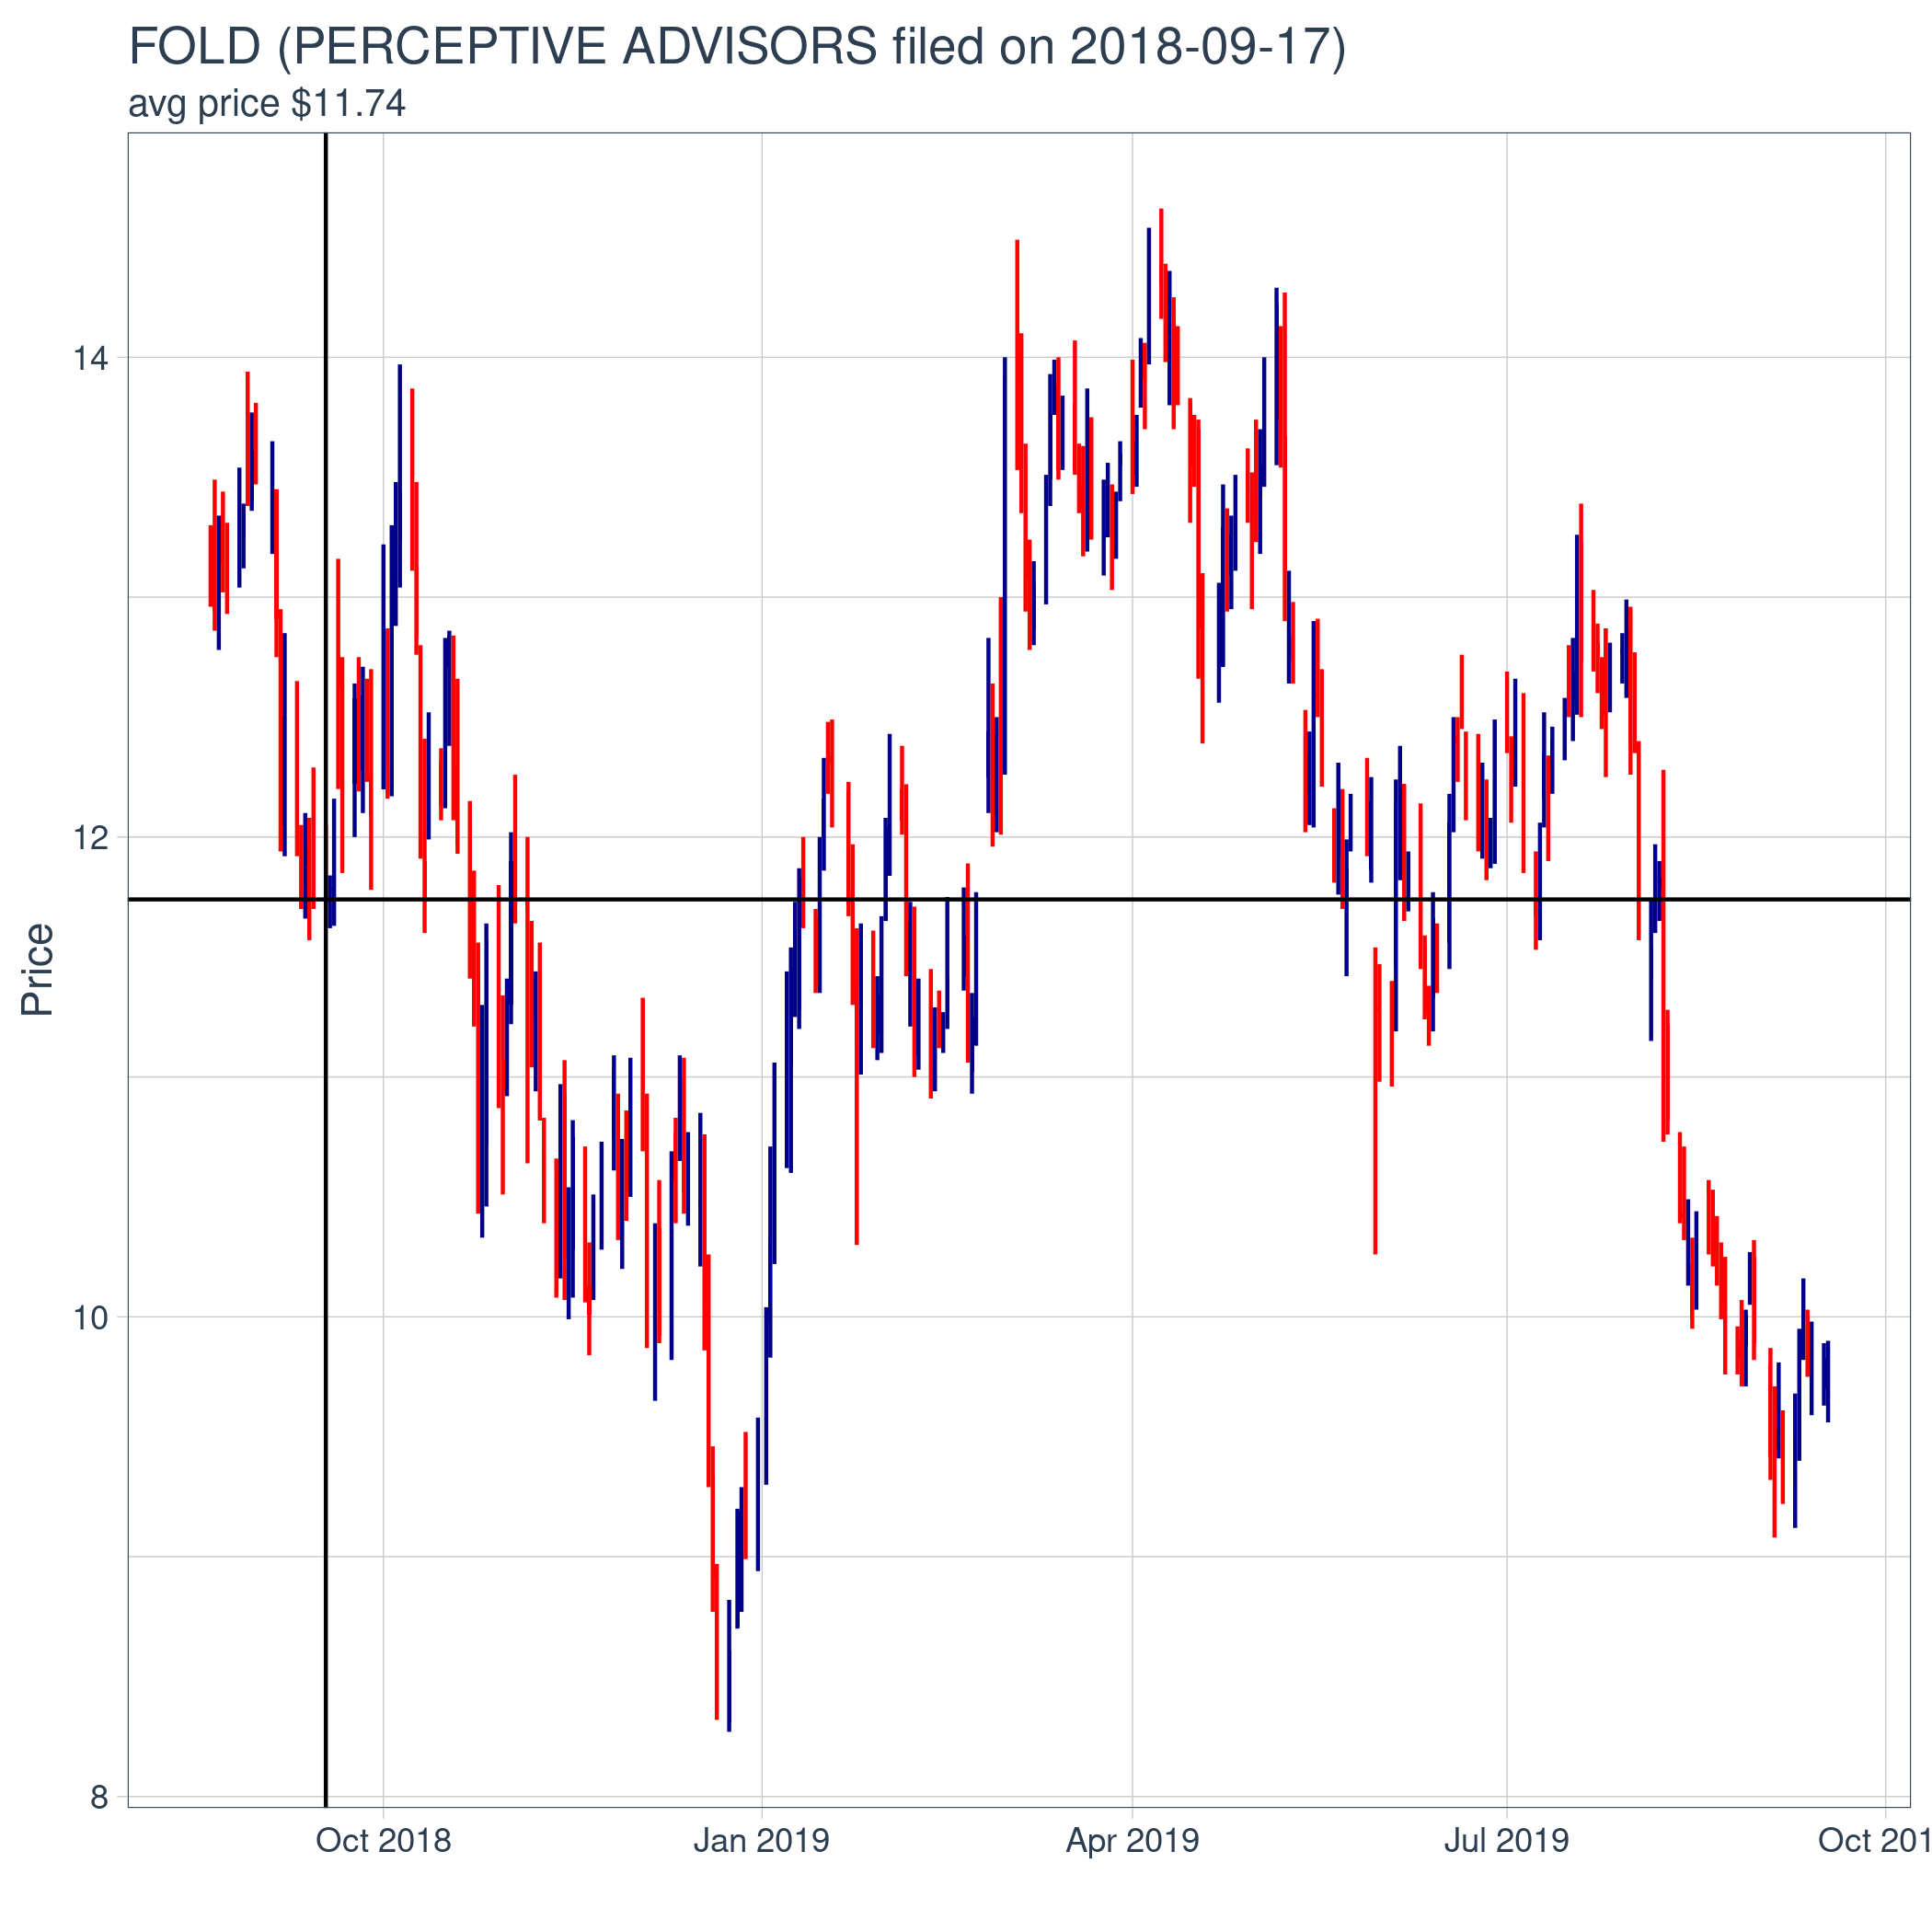 FOLD (PERCEPTIVE ADVISORS filed on 2018-09-17)
avg price $11.74
Price
14
12
10
8
Oct 2018 Jan 2019 Apr 2019 Jul 2019 Oct 201